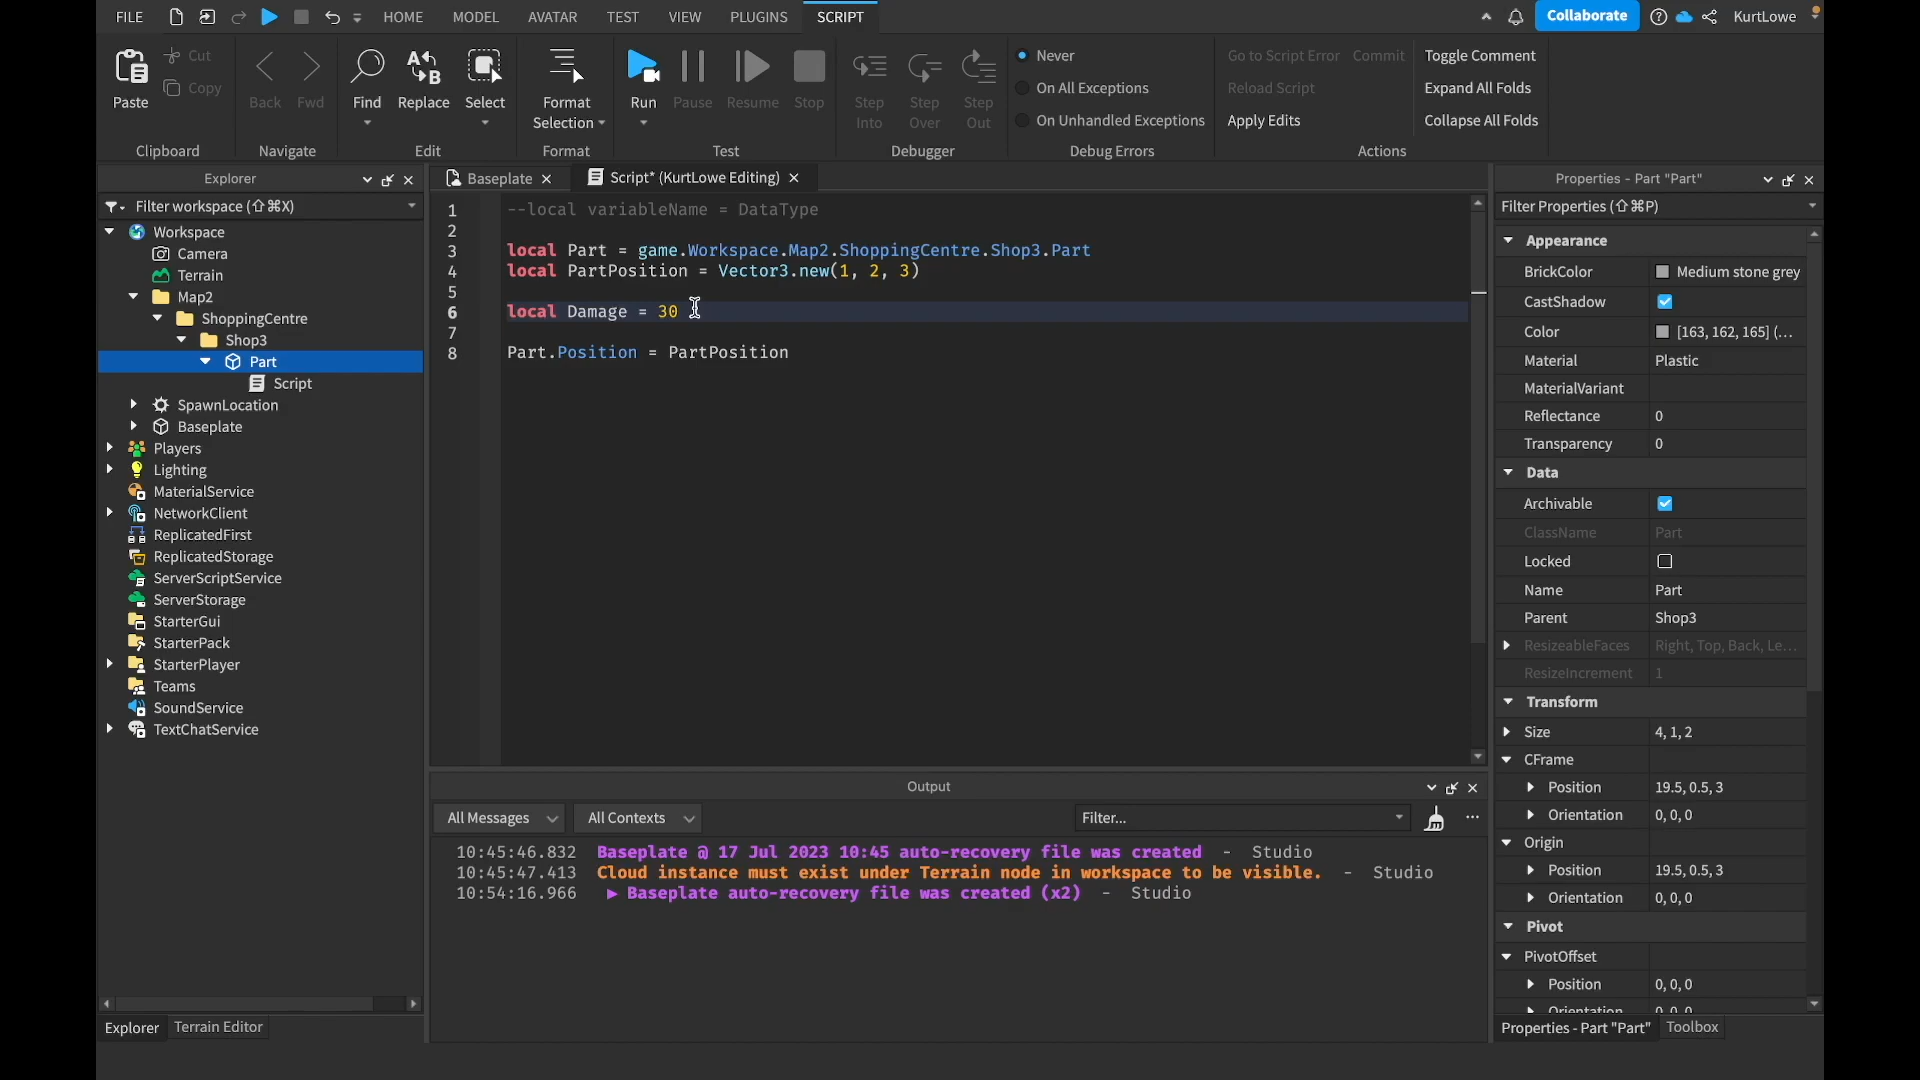 FILE HOME MODEL AVATAR TEST VIEW PLUGINS SCRIPT Collaborate KurtLowe
Paste Cut Copy
Clipboard
Back Fwd
Navigate
Find Replace Select
Edit
Format Selection
Format
Run Pause Resume Stop
Test
Step Into Step Over Step Out
Debugger
Never
On All Exceptions
On Unhandled Exceptions
Debug Errors
Go to Script Error Commit Toggle Comment
Reload Script Expand All Folds
Apply Edits Collapse All Folds
Actions
Explorer
Filter workspace (⇧⌘X)
Workspace
Camera
Terrain
Map2
ShoppingCentre
Shop3
Part
Script
SpawnLocation
Baseplate
Players
Lighting
MaterialService
NetworkClient
ReplicatedFirst
ReplicatedStorage
ServerScriptService
ServerStorage
StarterGui
StarterPack
StarterPlayer
Teams
SoundService
TextChatService
Explorer Terrain Editor
Baseplate Script* (KurtLowe Editing)
1 --local variableName = DataType
2
3 local Part = game.Workspace.Map2.ShoppingCentre.Shop3.Part
4 local PartPosition = Vector3.new(1, 2, 3)
5
6 local Damage = 30
7
8 Part.Position = PartPosition
Output
All Messages All Contexts Filter...
10:45:46.832 Baseplate @ 17 Jul 2023 10:45 auto-recovery file was created - Studio
10:45:47.413 Cloud instance must exist under Terrain node in workspace to be visible. - Studio
10:54:16.966 ▶ Baseplate auto-recovery file was created (x2) - Studio
Properties - Part "Part"
Filter Properties (⇧⌘P)
Appearance
BrickColor Medium stone grey
CastShadow
Color [163, 162, 165] (...
Material Plastic
MaterialVariant
Reflectance 0
Transparency 0
Data
Archivable
ClassName Part
Locked
Name Part
Parent Shop3
ResizeableFaces Right, Top, Back, Le...
ResizeIncrement 1
Transform
Size 4, 1, 2
CFrame
Position 19.5, 0.5, 3
Orientation 0, 0, 0
Origin
Position 19.5, 0.5, 3
Orientation 0, 0, 0
Pivot
PivotOffset
Position 0, 0, 0
Orientation 0, 0, 0
Properties - Part "Part" Toolbox